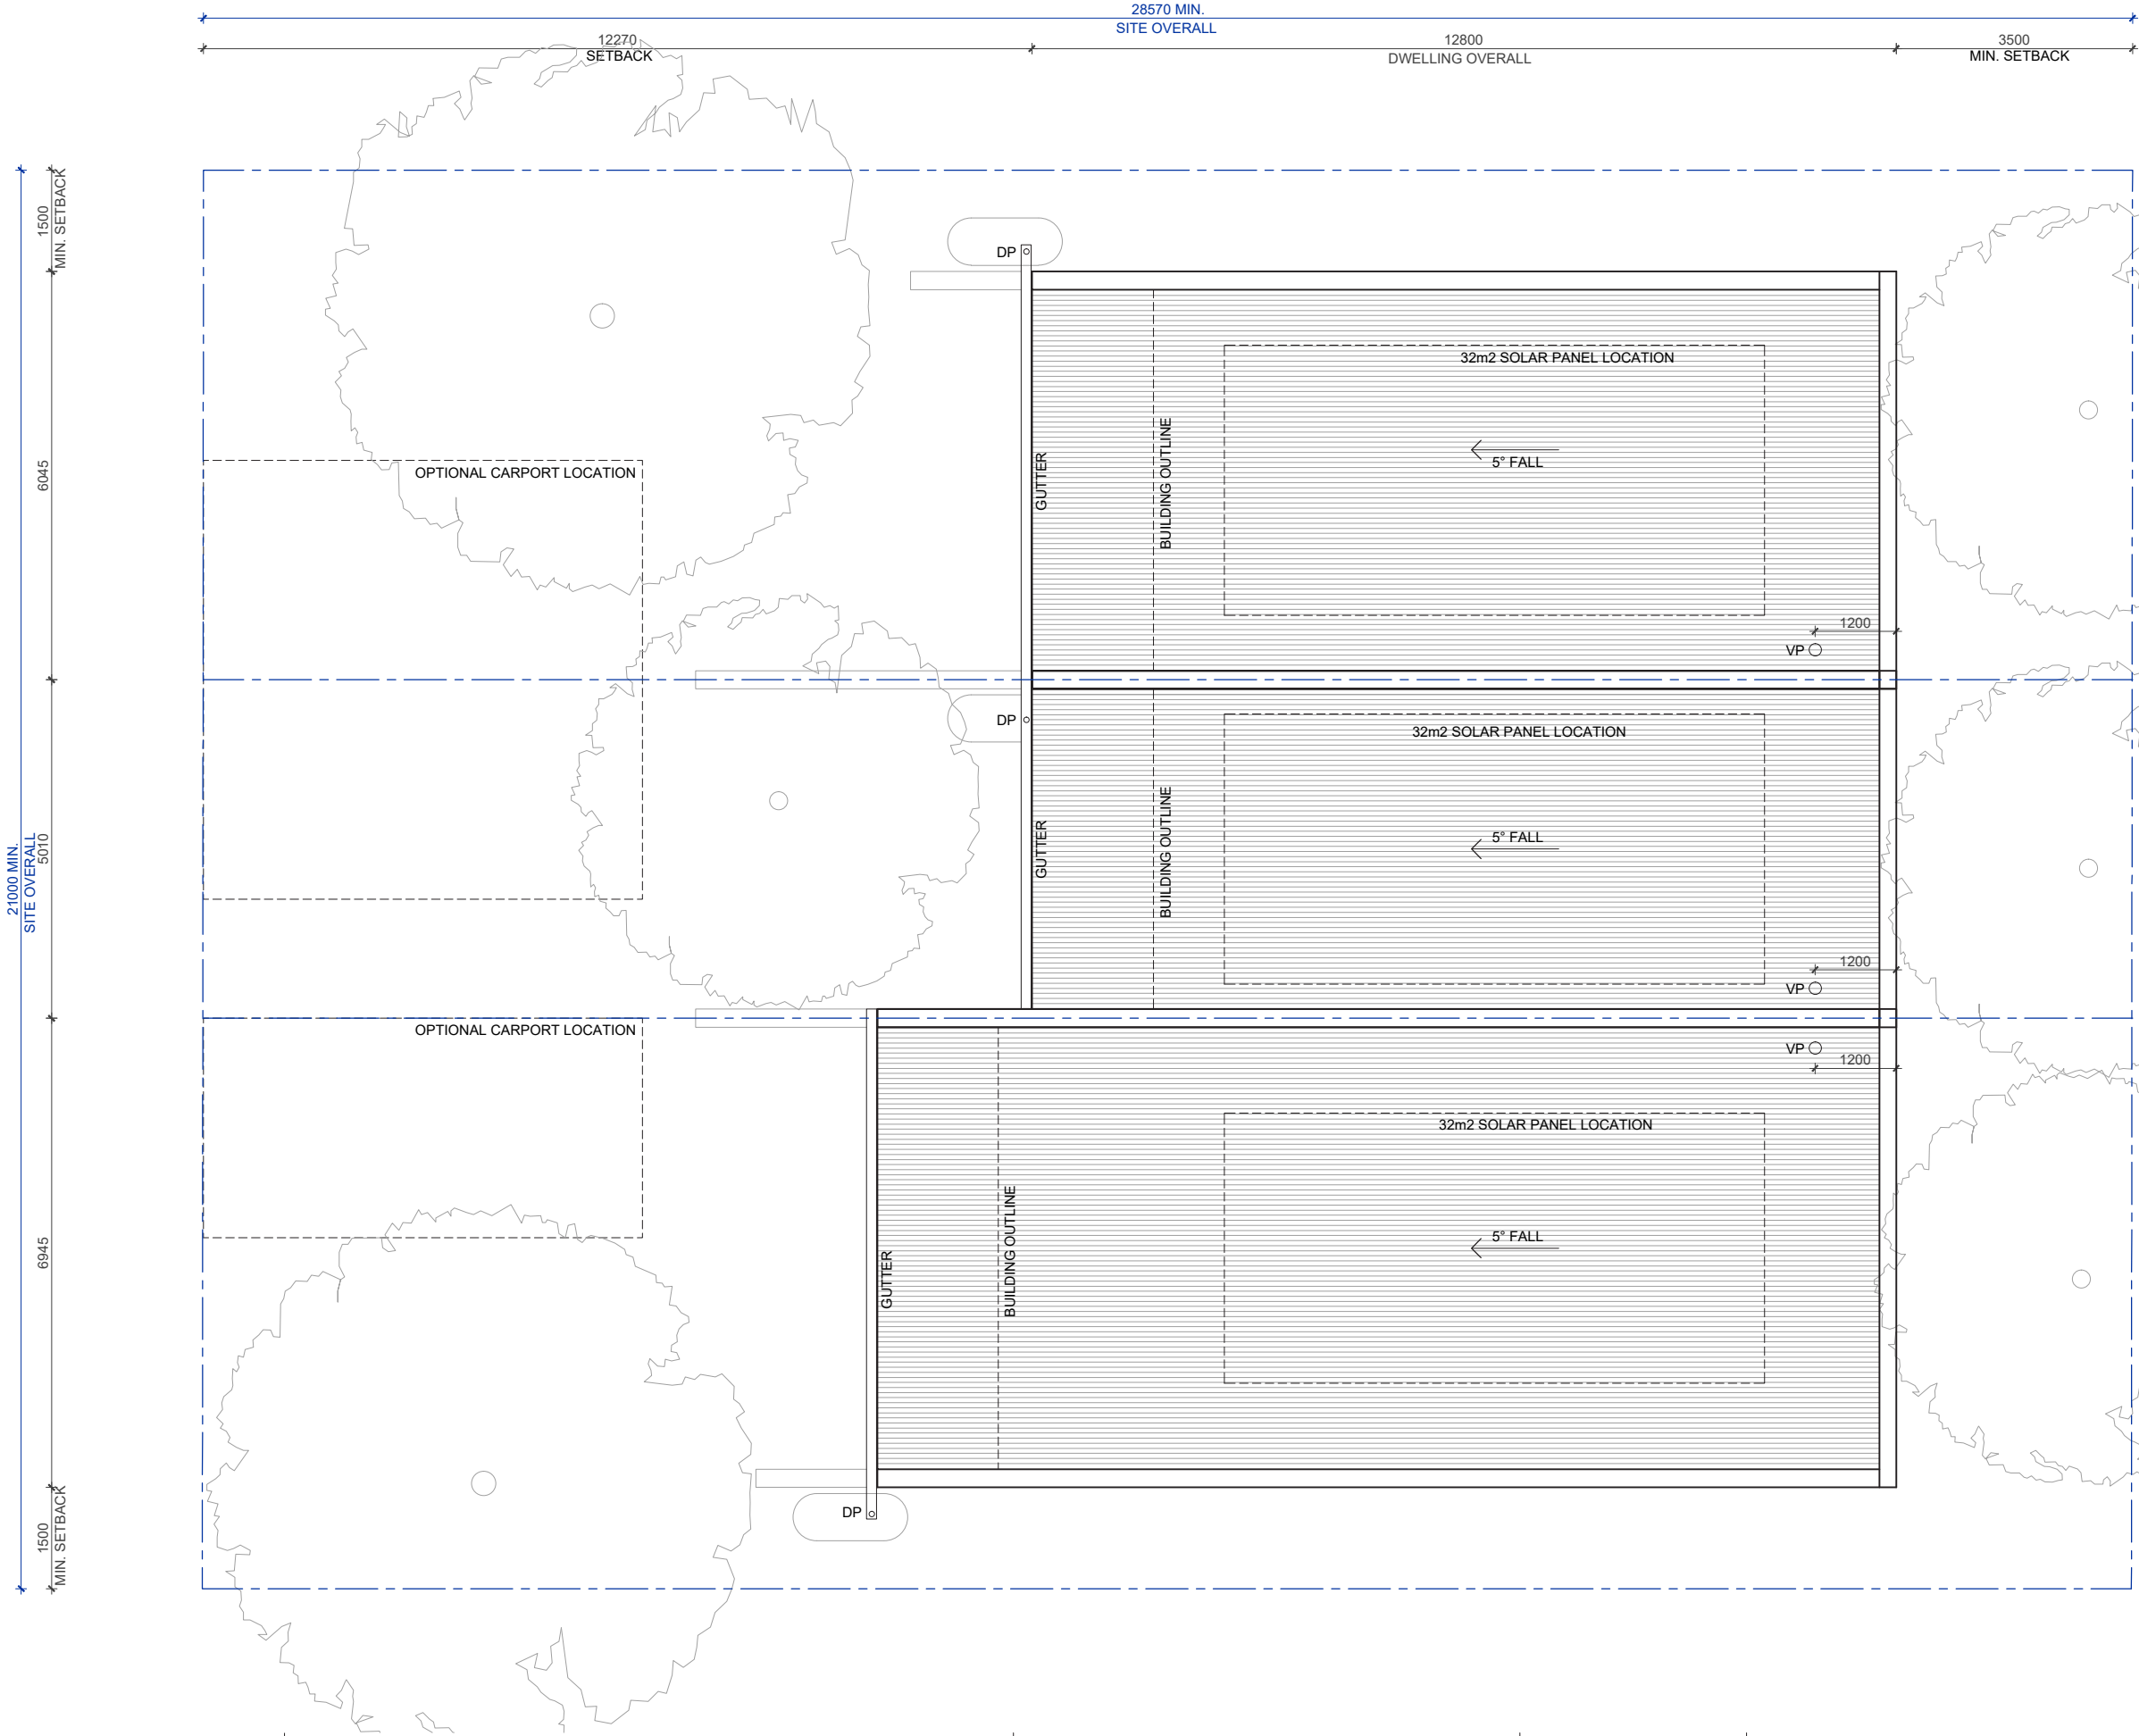 28570 MIN.
SITE OVERALL
12270
SETBACK
12800
DWELLING OVERALL
3500
MIN. SETBACK
1500
MIN. SETBACK
DP
32m2 SOLAR PANEL LOCATION
5° FALL
GUTTER
BUILDING OUTLINE
OPTIONAL CARPORT LOCATION
6045
1200
VP
DP
32m2 SOLAR PANEL LOCATION
5° FALL
GUTTER
BUILDING OUTLINE
21000 MIN.
SITE OVERALL
5010
1200
VP
OPTIONAL CARPORT LOCATION
VP
1200
32m2 SOLAR PANEL LOCATION
5° FALL
GUTTER
BUILDING OUTLINE
6945
DP
1500
MIN. SETBACK